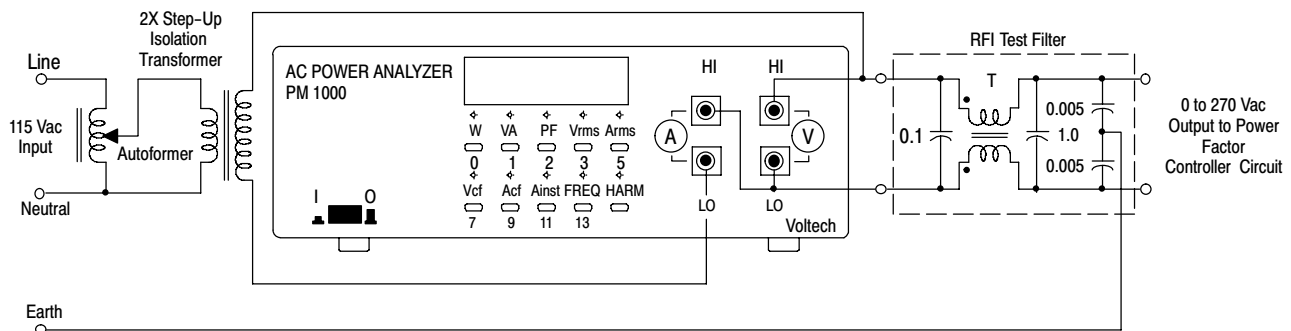 2X Step-Up
Isolation
Transformer
Line
115 Vac
Input
Autoformer
Neutral
Earth
AC POWER ANALYZER
PM 1000
W VA PF Vrms Arms
0 1 2 3 5
Vcf Acf Ainst FREQ HARM
7 9 11 13
I O
HI HI
A V
LO LO
Voltech
RFI Test Filter
T
0.1
1.0
0.005
0.005
0 to 270 Vac
Output to Power
Factor
Controller Circuit